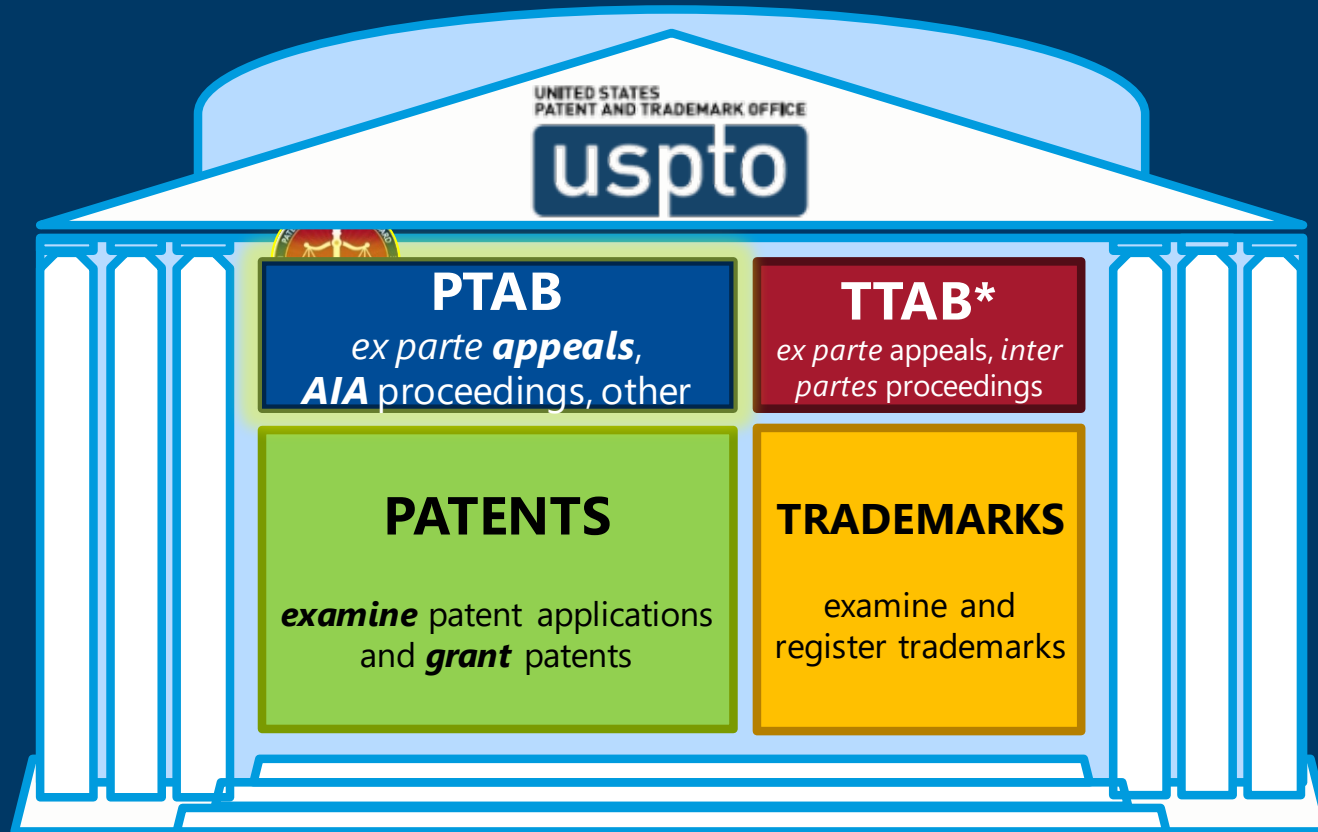 UNITED STATES
PATENT AND TRADEMARK OFFICE
uspto
PTAB
ex parte appeals,
AIA proceedings, other
TTAB*
ex parte appeals, inter
partes proceedings
PATENTS
examine patent applications
and grant patents
TRADEMARKS
examine and
register trademarks